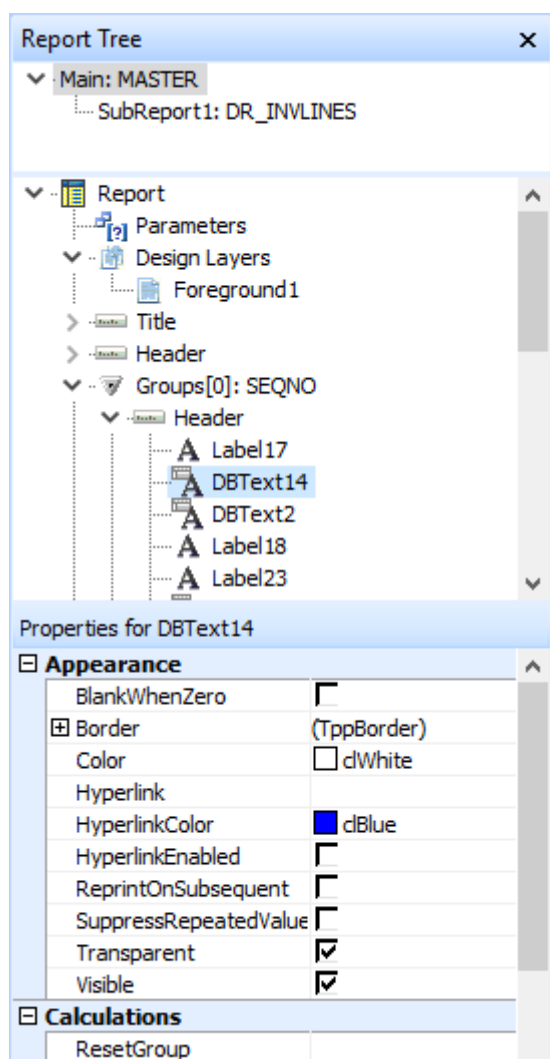 Report Tree
Main: MASTER
SubReport1: DR_INVLINES
Report
Parameters
Design Layers
Foreground1
Title
Header
Groups[0]: SEQNO
Header
Label17
DBText14
DBText2
Label18
Label23
Properties for DBText14
Appearance
BlankWhenZero
Border (TppBorder)
Color clWhite
Hyperlink
HyperlinkColor clBlue
HyperlinkEnabled
ReprintOnSubsequent
SuppressRepeatedValue
Transparent
Visible
Calculations
ResetGroup